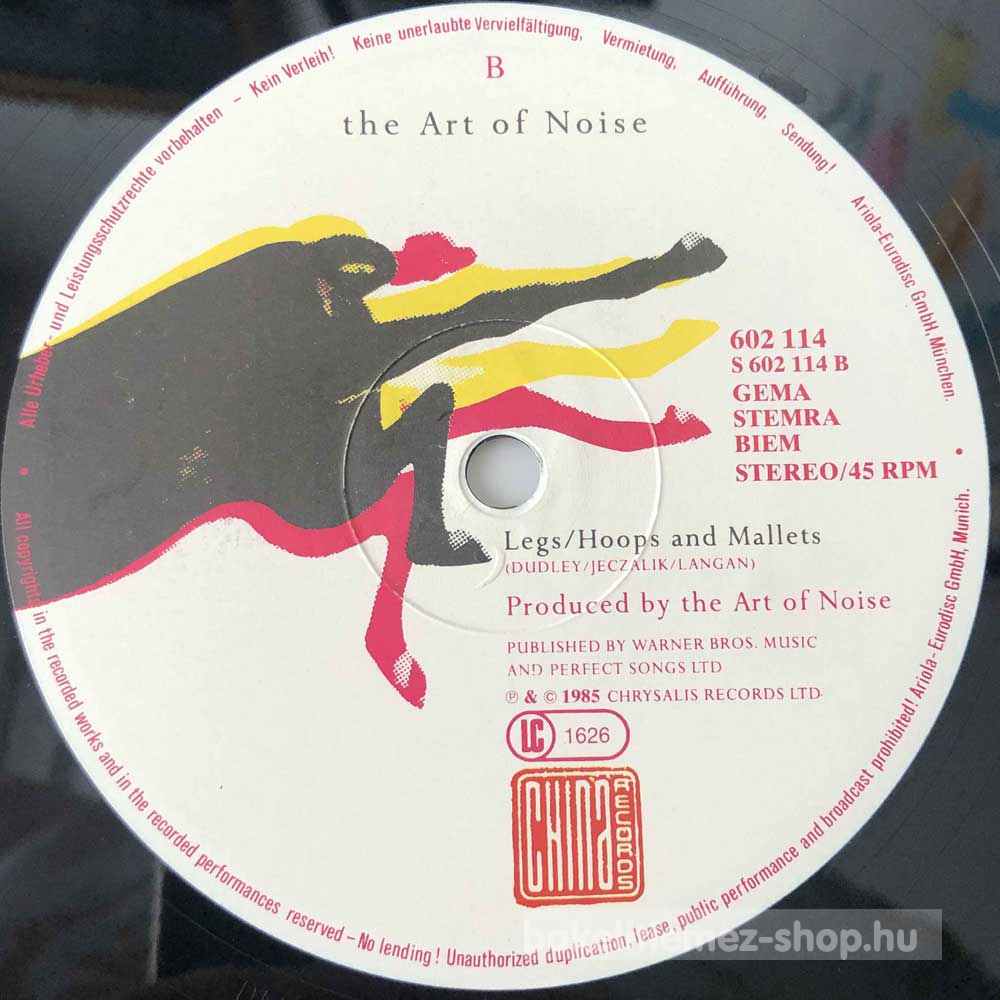 Alle Urheber- und Leistungsschutzrechte vorbehalten – Kein Verleih! Keine unerlaubte Vervielfältigung, Vermietung, Aufführung, Sendung! Ariola-Eurodisc GmbH, München.
B
the Art of Noise
602 114
S 602 114 B
GEMA
STEMRA
BIEM
STEREO/45 RPM
Legs/Hoops and Mallets
(DUDLEY/JECZALIK/LANGAN)
Produced by the Art of Noise
PUBLISHED BY WARNER BROS. MUSIC
AND PERFECT SONGS LTD
℗ & © 1985 CHRYSALIS RECORDS LTD.
LC 1626
CHINA RECORDS
All copyrights in the recorded works and in the recorded performances reserved – No lending! Unauthorized duplication, lease, public performance and broadcast prohibited! Ariola-Eurodisc GmbH, Munich.
bakelitlemez-shop.hu